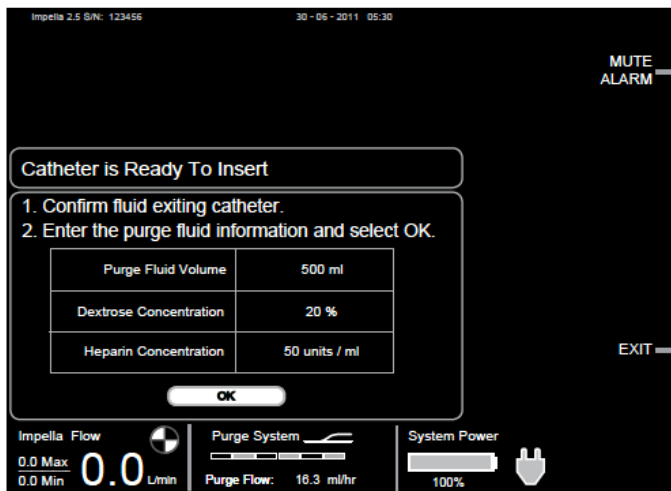 Impella 2.5 S/N: 123456 30 - 06 - 2011 05:30
MUTE
ALARM
Catheter is Ready To Insert
1. Confirm fluid exiting catheter.
2. Enter the purge fluid information and select OK.
Purge Fluid Volume 500 ml
Dextrose Concentration 20 %
Heparin Concentration 50 units / ml
EXIT
OK
Impella Flow Purge System System Power
0.0 Max
0.0 Min 0.0 L/min Purge Flow: 16.3 ml/hr 100%